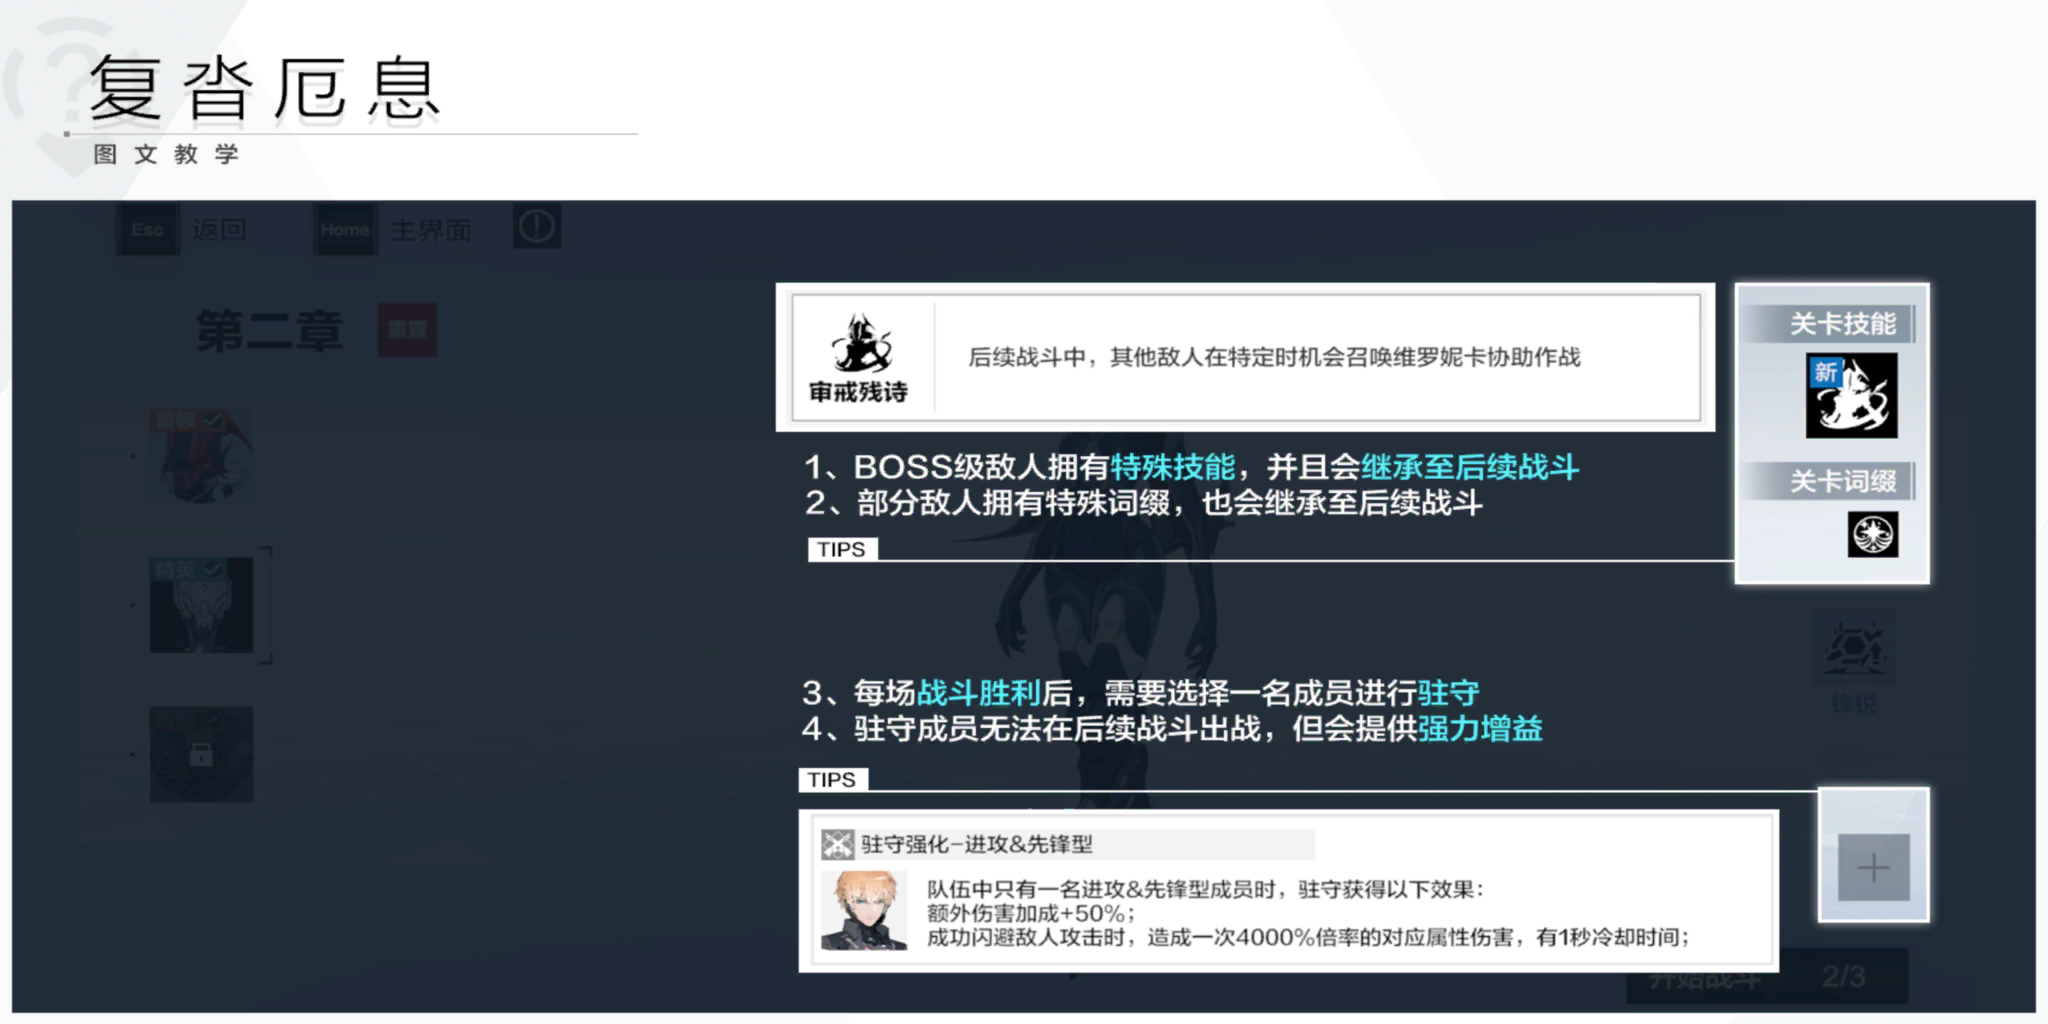 复沓厄息
图文教学
Esc 返回 Home 主界面
第二章 重置
后续战斗中，其他敌人在特定时机会召唤维罗妮卡协助作战
审戒残诗
关卡技能
新
1、BOSS级敌人拥有特殊技能，并且会继承至后续战斗
2、部分敌人拥有特殊词缀，也会继承至后续战斗
关卡词缀
TIPS
精英
锋锐
3、每场战斗胜利后，需要选择一名成员进行驻守
4、驻守成员无法在后续战斗出战，但会提供强力增益
TIPS
驻守强化-进攻&先锋型
队伍中只有一名进攻&先锋型成员时，驻守获得以下效果：
额外伤害加成+50%；
成功闪避敌人攻击时，造成一次4000%倍率的对应属性伤害，有1秒冷却时间；
开始战斗 2/3